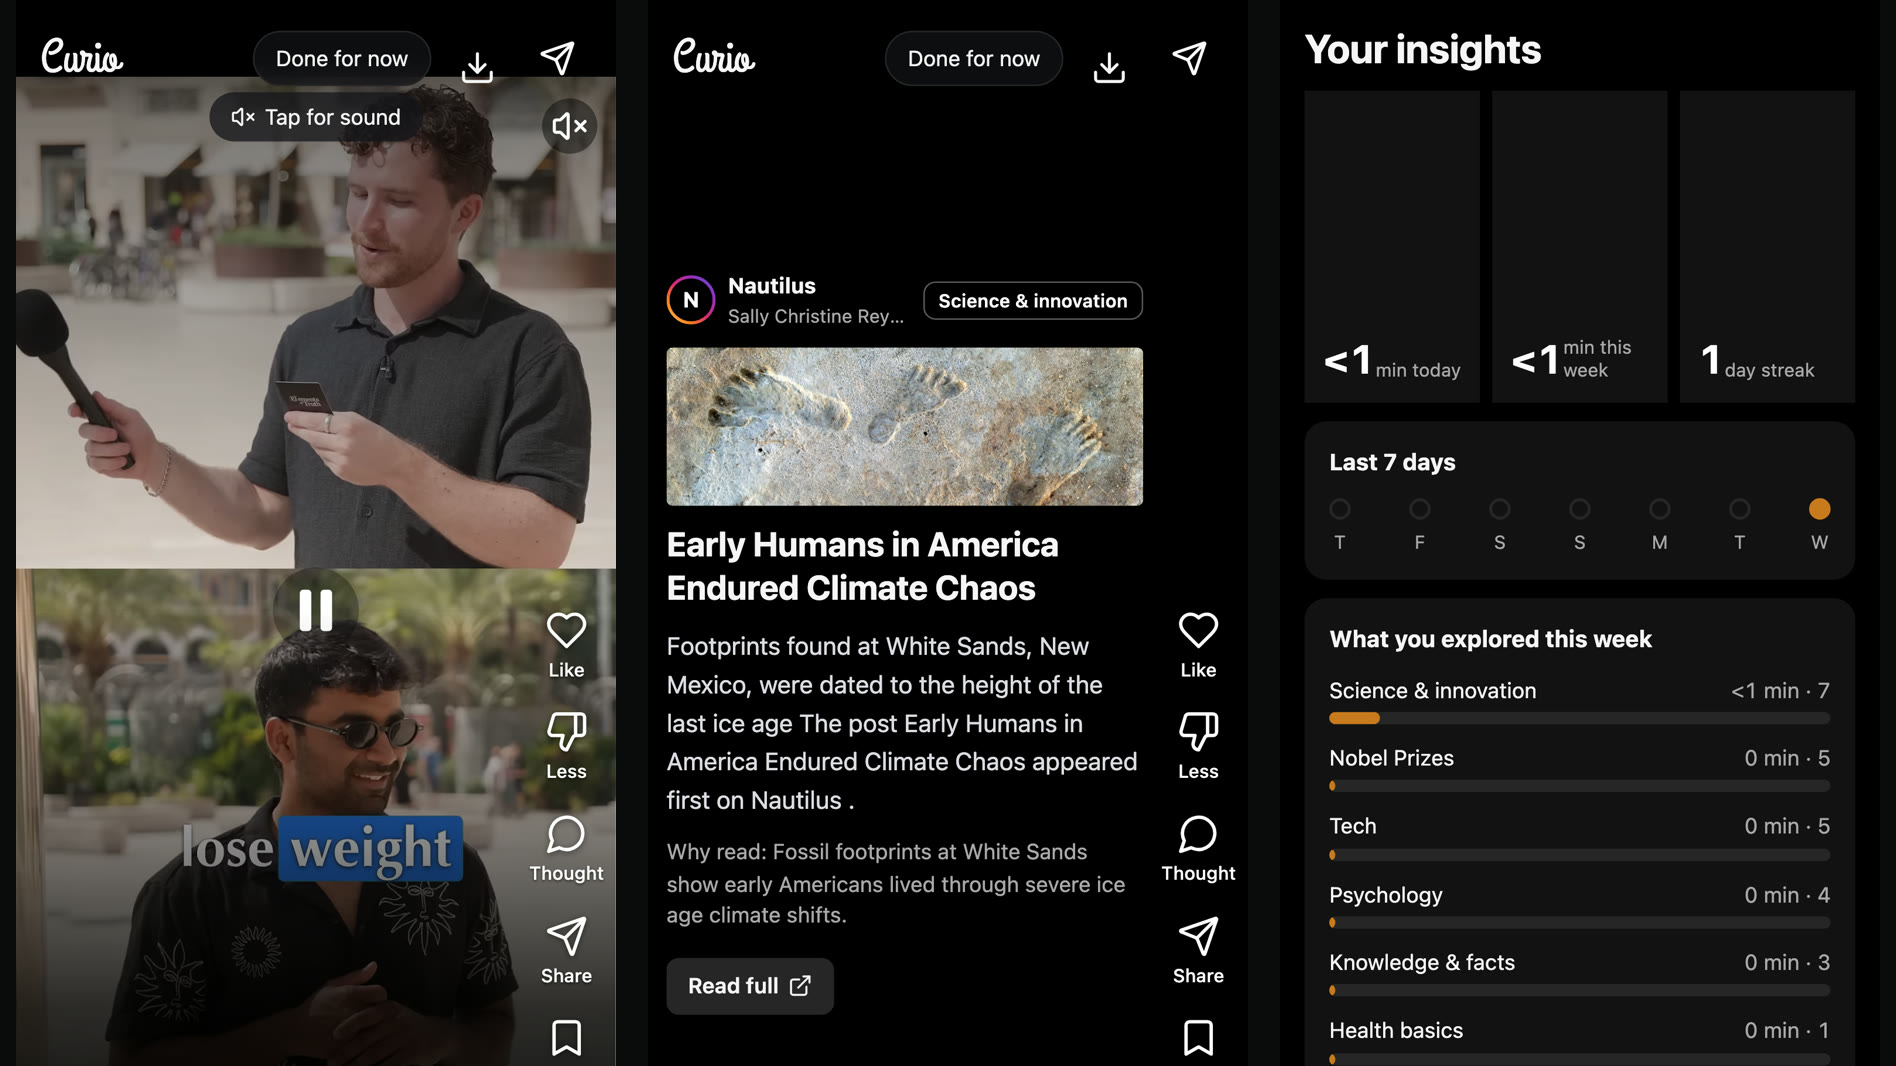 Curio
Done for now
Tap for sound
lose weight
Like
Less
Thought
Share
Curio
Done for now
N
Nautilus
Sally Christine Rey...
Science & innovation
Early Humans in America
Endured Climate Chaos
Footprints found at White Sands, New
Mexico, were dated to the height of the
last ice age The post Early Humans in
America Endured Climate Chaos appeared
first on Nautilus .
Why read: Fossil footprints at White Sands
show early Americans lived through severe ice
age climate shifts.
Read full
Like
Less
Thought
Share
Your insights
<1 min today
<1 min this
week
1 day streak
Last 7 days
T F S S M T W
What you explored this week
Science & innovation <1 min · 7
Nobel Prizes 0 min · 5
Tech 0 min · 5
Psychology 0 min · 4
Knowledge & facts 0 min · 3
Health basics 0 min · 1